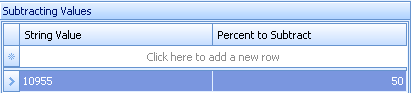 Subtracting Values
String Value Percent to Subtract
Click here to add a new row
10955 50